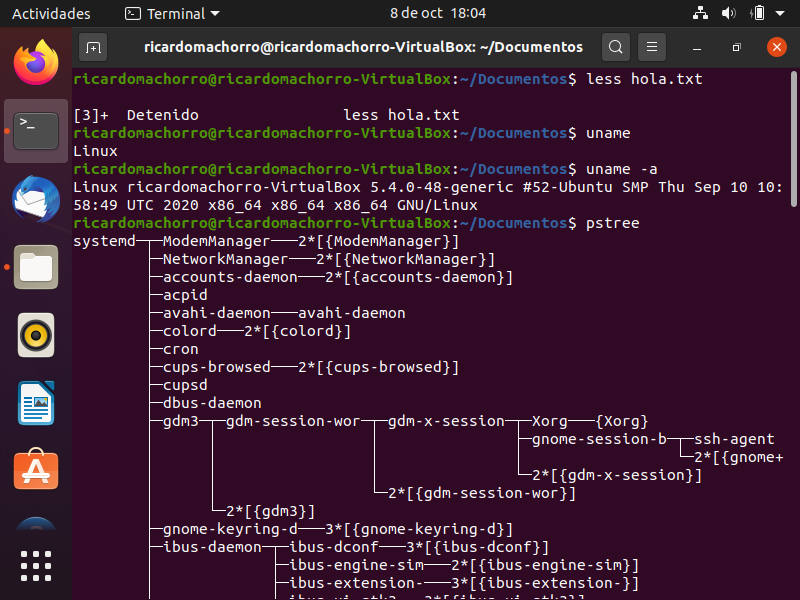 Actividades Terminal 8 de oct 18:04
ricardomachorro@ricardomachorro-VirtualBox: ~/Documentos
ricardomachorro@ricardomachorro-VirtualBox:~/Documentos$ less hola.txt
[3]+  Detenido                less hola.txt
ricardomachorro@ricardomachorro-VirtualBox:~/Documentos$ uname
Linux
ricardomachorro@ricardomachorro-VirtualBox:~/Documentos$ uname -a
Linux ricardomachorro-VirtualBox 5.4.0-48-generic #52-Ubuntu SMP Thu Sep 10 10:
58:49 UTC 2020 x86_64 x86_64 x86_64 GNU/Linux
ricardomachorro@ricardomachorro-VirtualBox:~/Documentos$ pstree
systemd─┬─ModemManager───2*[{ModemManager}]
        ├─NetworkManager───2*[{NetworkManager}]
        ├─accounts-daemon───2*[{accounts-daemon}]
        ├─acpid
        ├─avahi-daemon───avahi-daemon
        ├─colord───2*[{colord}]
        ├─cron
        ├─cups-browsed───2*[{cups-browsed}]
        ├─cupsd
        ├─dbus-daemon
        ├─gdm3─┬─gdm-session-wor─┬─gdm-x-session─┬─Xorg───{Xorg}
        │      │                 │               ├─gnome-session-b─┬─ssh-agent
        │      │                 │               │                 └─2*[{gnome+
        │      │                 │               └─2*[{gdm-x-session}]
        │      │                 └─2*[{gdm-session-wor}]
        │      └─2*[{gdm3}]
        ├─gnome-keyring-d───3*[{gnome-keyring-d}]
        ├─ibus-daemon─┬─ibus-dconf───3*[{ibus-dconf}]
        │             ├─ibus-engine-sim───2*[{ibus-engine-sim}]
        │             ├─ibus-extension-───3*[{ibus-extension-}]